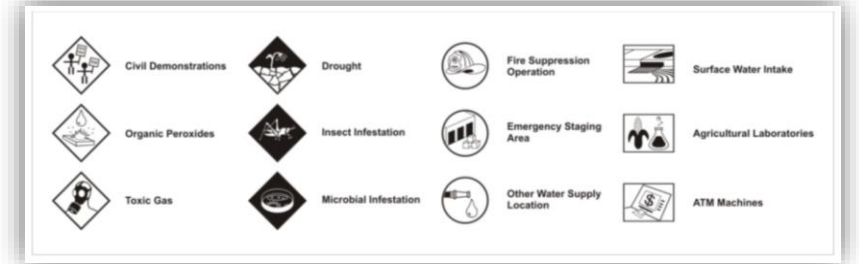 Civil Demonstrations
Drought
Fire Suppression
Operation
Surface Water Intake
Organic Peroxides
Insect Infestation
Emergency Staging
Area
Agricultural Laboratories
Toxic Gas
Microbial Infestation
Other Water Supply
Location
ATM Machines
$